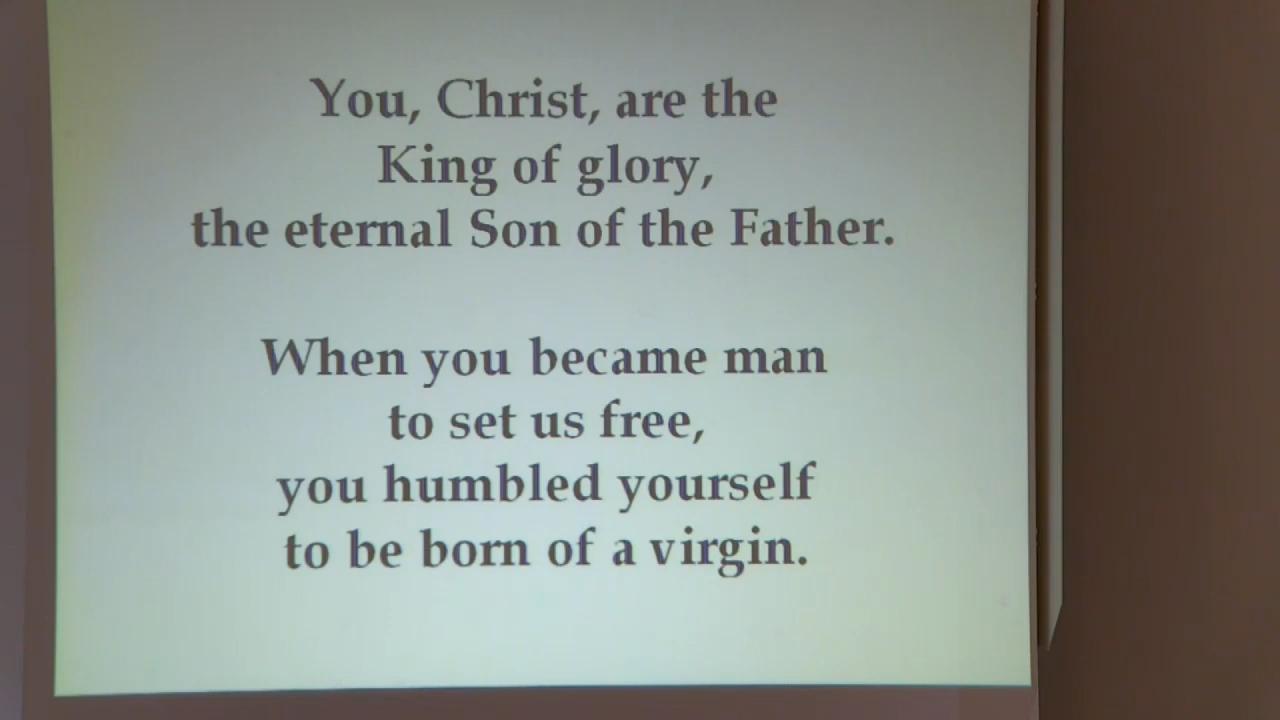 You, Christ, are the
King of glory,
the eternal Son of the Father.
When you became man
to set us free,
you humbled yourself
to be born of a virgin.